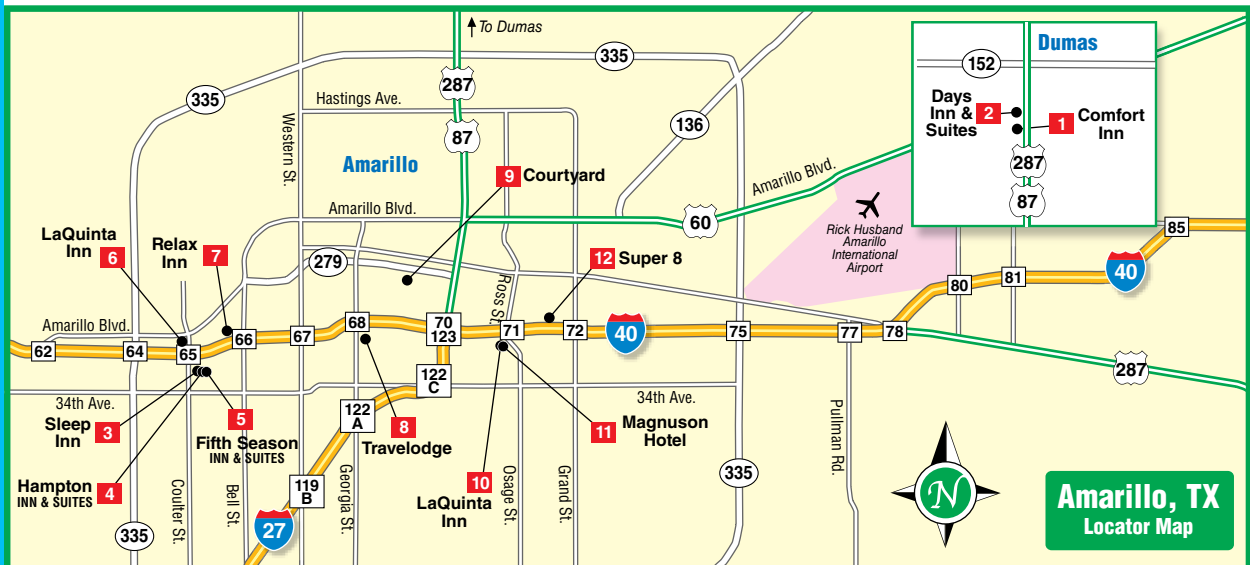 To Dumas
335
335
287
Hastings Ave.
87
136
Western St.
Amarillo
9 Courtyard
Amarillo Blvd.
Amarillo Blvd.
60
Dumas
152
Days
Inn &
Suites
2
1
Comfort
Inn
287
87
Rick Husband
Amarillo
International
Airport
LaQuinta
Inn
6
Relax
Inn
7
279
12 Super 8
Ross St.
85
40
81
80
Amarillo Blvd.
62
64
65
66
67
68
70
123
71
72
40
75
77
78
287
122
C
34th Ave.
34th Ave.
122
A
Sleep
Inn
3
5
Fifth Season
INN & SUITES
8
Travelodge
11
Magnuson
Hotel
Pullman Rd.
Hampton
INN & SUITES
4
10
LaQuinta
Inn
119
B
Coulter St.
Bell St.
Georgia St.
Osage St.
Grand St.
335
335
27
N
Amarillo, TX
Locator Map